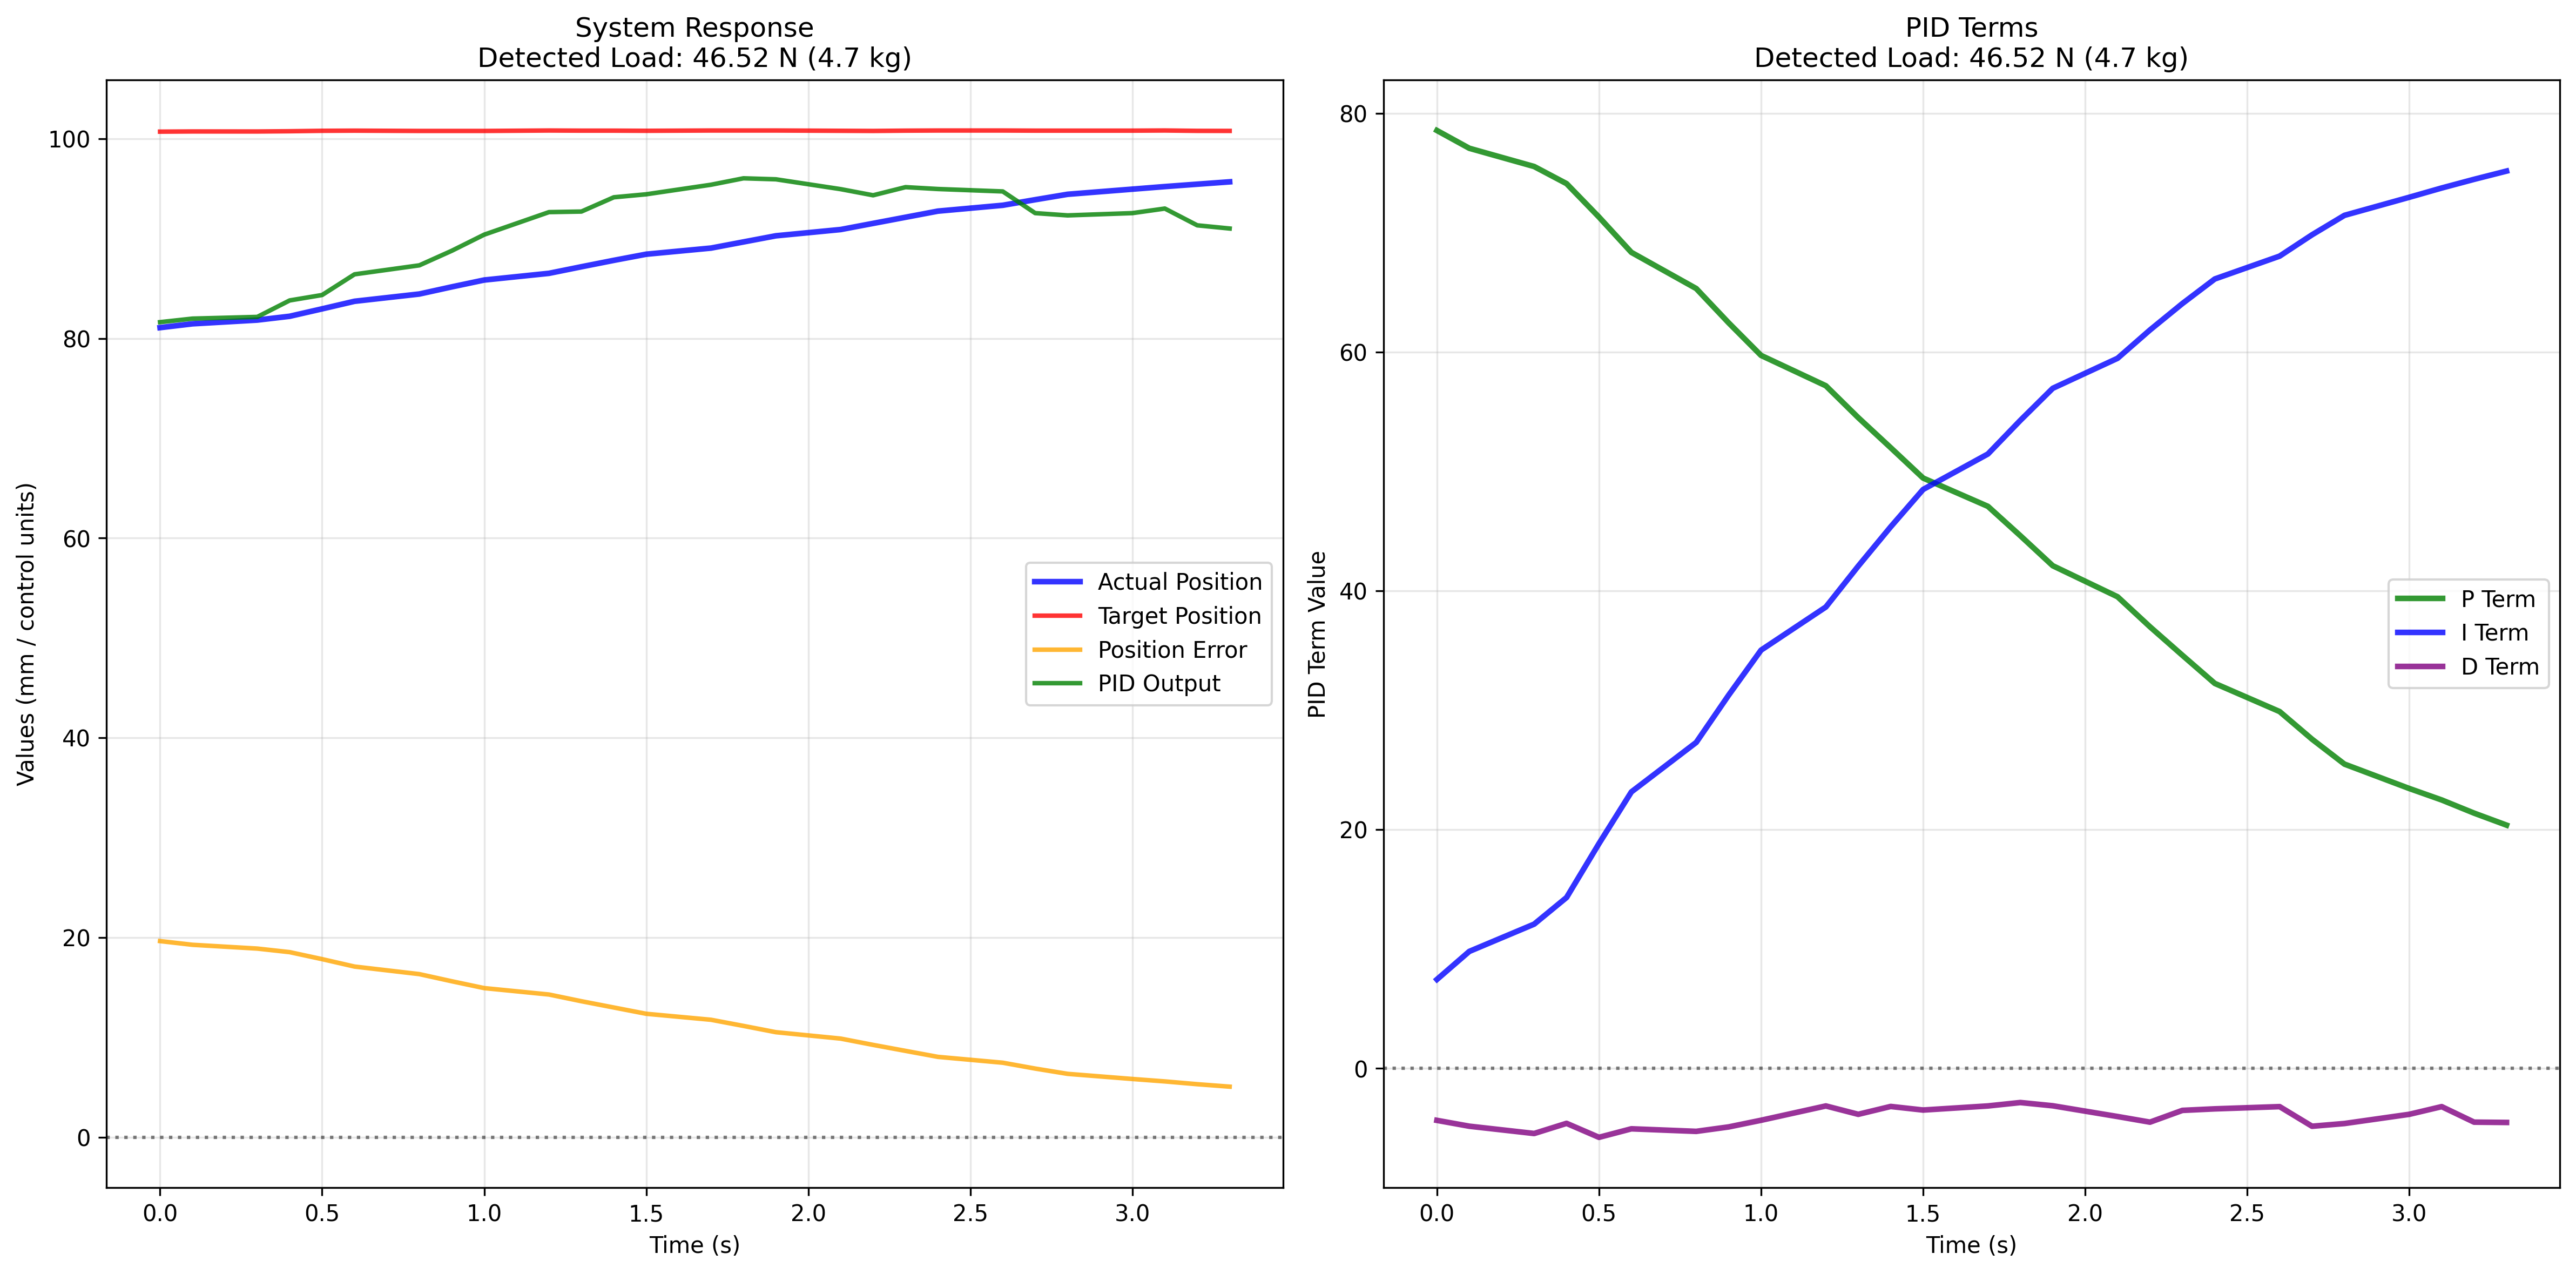 System Response
Detected Load: 46.52 N (4.7 kg)
Values (mm / control units)
100
80
60
40
20
0
0.0 0.5 1.0 1.5 2.0 2.5 3.0
Time (s)
Actual Position
Target Position
Position Error
PID Output
PID Terms
Detected Load: 46.52 N (4.7 kg)
PID Term Value
80
60
40
20
0
0.0 0.5 1.0 1.5 2.0 2.5 3.0
Time (s)
P Term
I Term
D Term